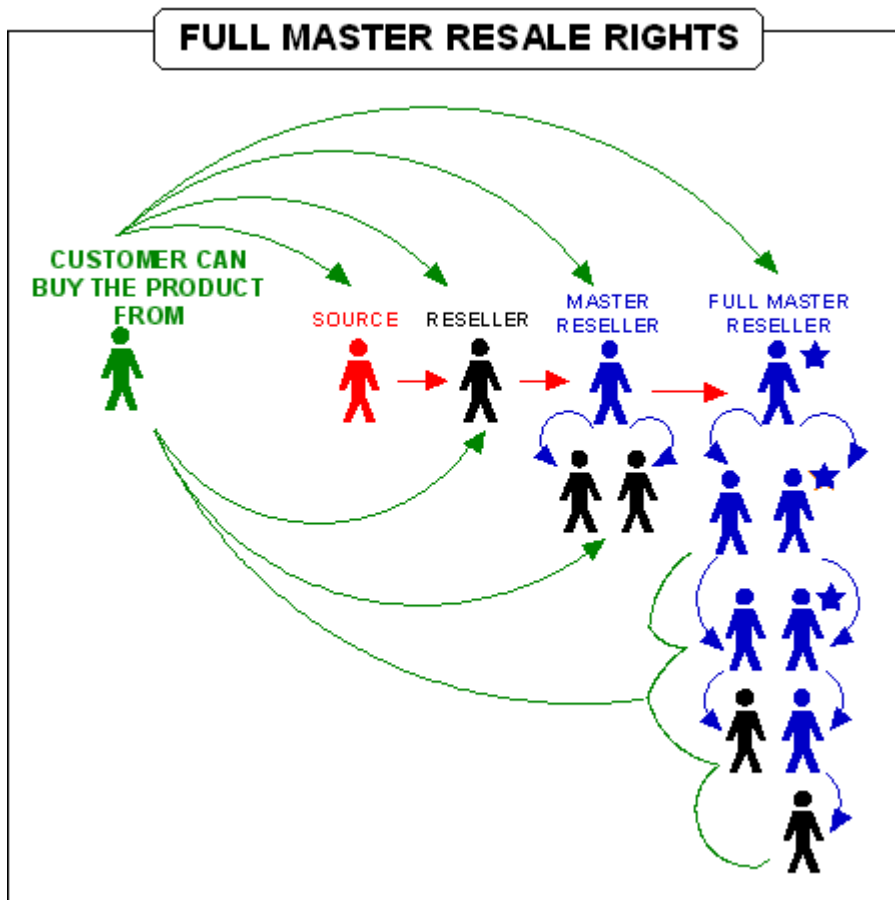 FULL MASTER RESALE RIGHTS
CUSTOMER CAN
BUY THE PRODUCT
FROM
SOURCE
RESELLER
MASTER
RESELLER
FULL MASTER
RESELLER